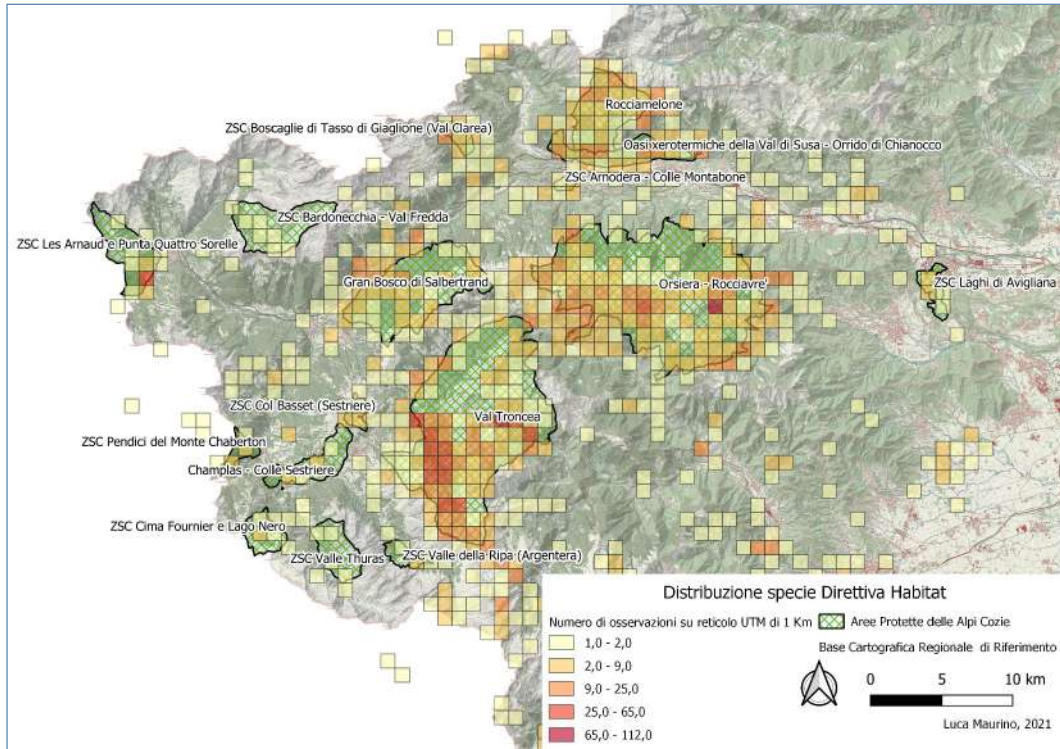 Rocciamelone
ZSC Boscaglie di Tasso di Giaglione (Val Clarea)
Oasi xerotermiche della Val di Susa - Orrido di Chianocco
ZSC Arnodera - Colle Montabone
ZSC Bardonecchia - Val Fredda
ZSC Les Arnaud e Punta Quattro Sorelle
Gran Bosco di Salbertrand
Orsiera - Rocciavre'
ZSC Laghi di Avigliana
ZSC Col Basset (Sestriere)
Val Troncea
ZSC Pendici del Monte Chaberton
Champlas - Colle Sestriere
ZSC Cima Fournier e Lago Nero
ZSC Valle Thuras
ZSC Valle della Ripa (Argentera)
Distribuzione specie Direttiva Habitat
Numero di osservazioni su reticolo UTM di 1 Km
Aree Protette delle Alpi Cozie
1,0 - 2,0
Base Cartografica Regionale di Riferimento
2,0 - 9,0
9,0 - 25,0
0 5 10 km
25,0 - 65,0
65,0 - 112,0
Luca Maurino, 2021